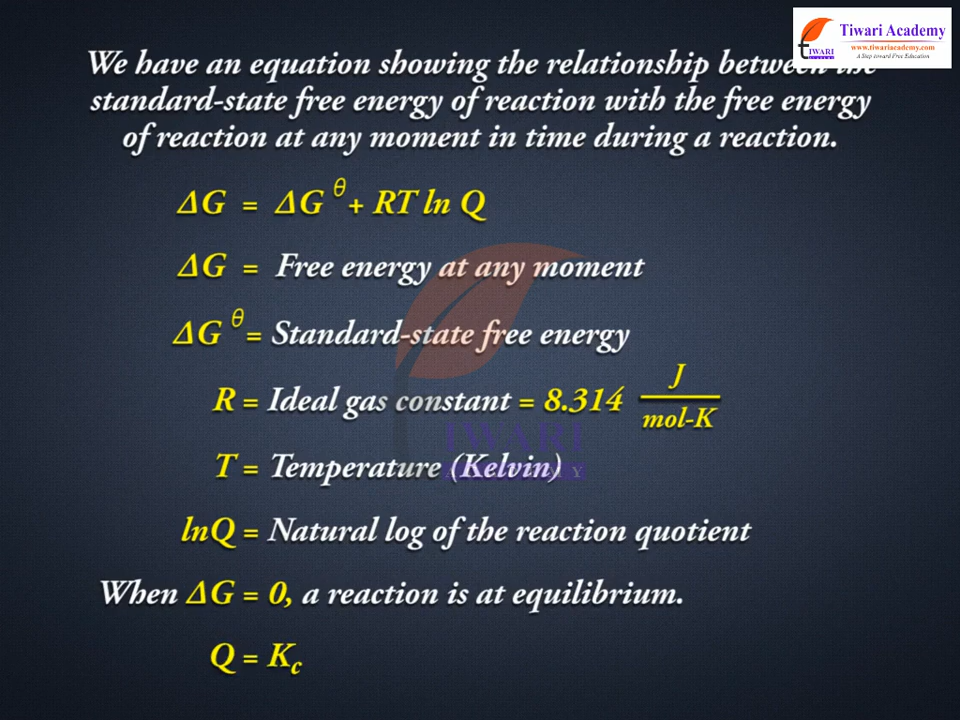 Tiwari Academy
www.tiwariacademy.com
A Step toward Free Education
TIWARI
We have an equation showing the relationship between the
standard-state free energy of reaction with the free energy
of reaction at any moment in time during a reaction.
ΔG = ΔG θ + RT ln Q
ΔG = Free energy at any moment
ΔG θ = Standard-state free energy
R = Ideal gas constant = 8.314 J
mol-K
T = Temperature (Kelvin)
lnQ = Natural log of the reaction quotient
When ΔG = 0, a reaction is at equilibrium.
Q = Kc